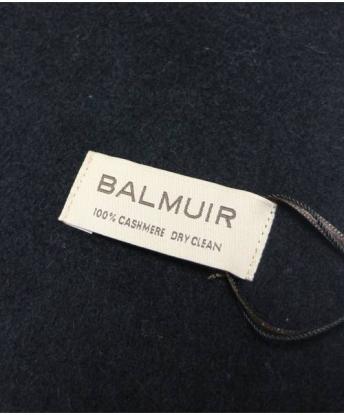 BALMUIR
100% CASHMERE DRY CLEAN